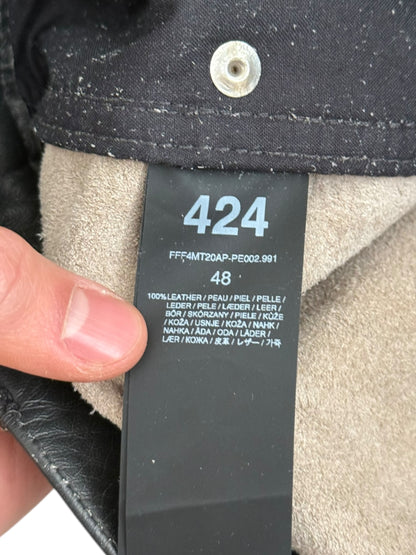 424
FFF4MT20AP-PE002.991
48
100%LEATHER / PEAU / PIEL / PELLE /
LEDER / PELE / LÆDER / LEER /
BŐR / SKÓRZANY / PIELE / KŮŽE
/ KOŽA / USNJE / KOŽA / NAHK /
NAHKA / ĀDA / ODA / LÄDER /
LÆR / КОЖА / 皮革 / レザー / 가죽